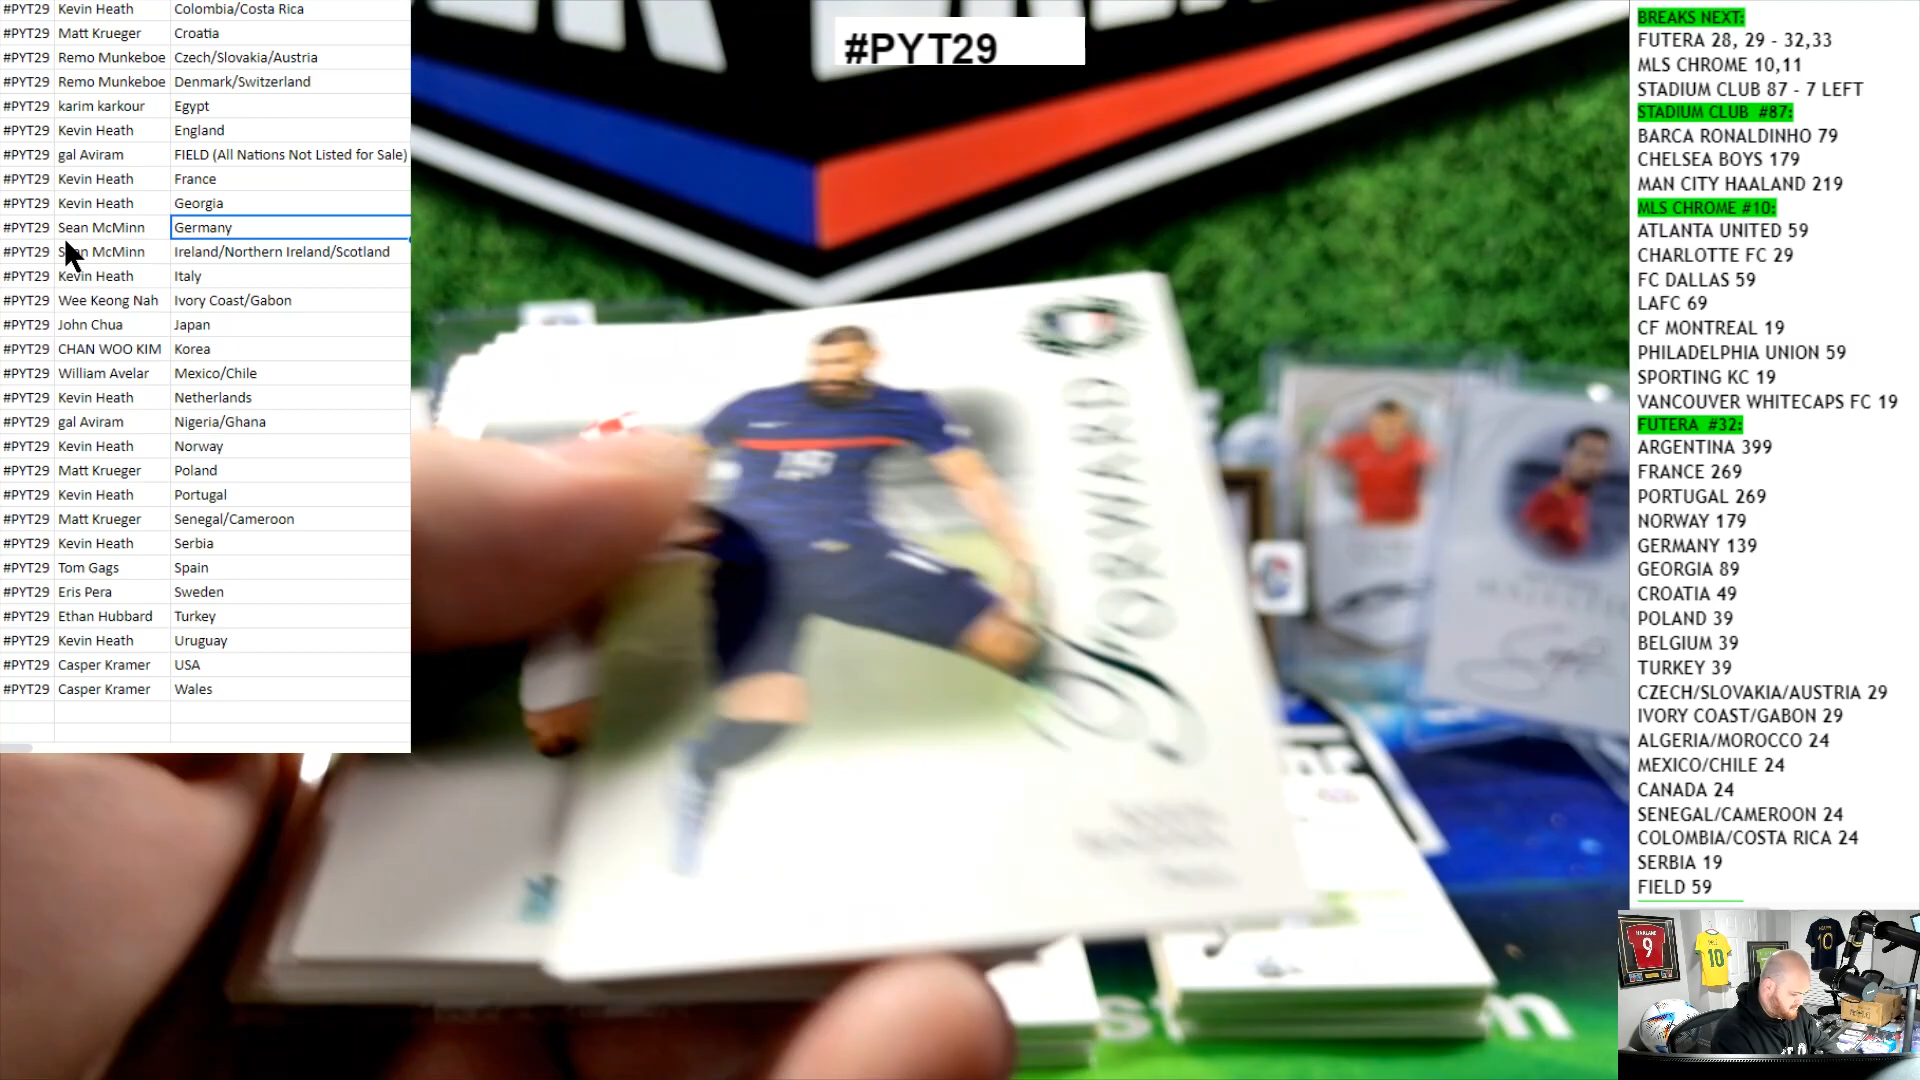 #PYT29 Kevin Heath Colombia/Costa Rica
#PYT29 Matt Krueger Croatia
#PYT29 Remo Munkeboe Czech/Slovakia/Austria
#PYT29 Remo Munkeboe Denmark/Switzerland
#PYT29 karim karkour Egypt
#PYT29 Kevin Heath England
#PYT29 gal Aviram FIELD (All Nations Not Listed for Sale)
#PYT29 Kevin Heath France
#PYT29 Kevin Heath Georgia
#PYT29 Sean McMinn Germany
#PYT29 McMinn Ireland/Northern Ireland/Scotland
#PYT29 Kevin Heath Italy
#PYT29 Wee Keong Nah Ivory Coast/Gabon
#PYT29 John Chua Japan
#PYT29 CHAN WOO KIM Korea
#PYT29 William Avelar Mexico/Chile
#PYT29 Kevin Heath Netherlands
#PYT29 gal Aviram Nigeria/Ghana
#PYT29 Kevin Heath Norway
#PYT29 Matt Krueger Poland
#PYT29 Kevin Heath Portugal
#PYT29 Matt Krueger Senegal/Cameroon
#PYT29 Kevin Heath Serbia
#PYT29 Tom Gags Spain
#PYT29 Eris Pera Sweden
#PYT29 Ethan Hubbard Turkey
#PYT29 Kevin Heath Uruguay
#PYT29 Casper Kramer USA
#PYT29 Casper Kramer Wales
#PYT29
BREAKS NEXT:
FUTERA 28, 29 - 32,33
MLS CHROME 10,11
STADIUM CLUB 87 - 7 LEFT
STADIUM CLUB #87:
BARCA RONALDINHO 79
CHELSEA BOYS 179
MAN CITY HAALAND 219
MLS CHROME #10:
ATLANTA UNITED 59
CHARLOTTE FC 29
FC DALLAS 59
LAFC 69
CF MONTREAL 19
PHILADELPHIA UNION 59
SPORTING KC 19
VANCOUVER WHITECAPS FC 19
FUTERA #32:
ARGENTINA 399
FRANCE 269
PORTUGAL 269
NORWAY 179
GERMANY 139
GEORGIA 89
CROATIA 49
POLAND 39
BELGIUM 39
TURKEY 39
CZECH/SLOVAKIA/AUSTRIA 29
IVORY COAST/GABON 29
ALGERIA/MOROCCO 24
MEXICO/CHILE 24
CANADA 24
SENEGAL/CAMEROON 24
COLOMBIA/COSTA RICA 24
SERBIA 19
FIELD 59
9
10
10